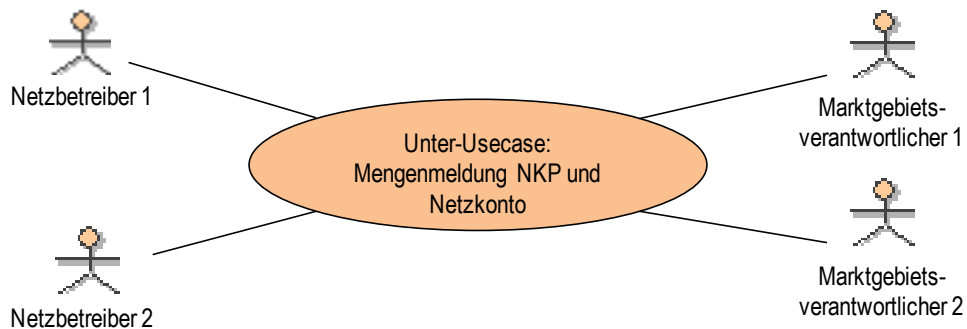 Netzbetreiber 1
Marktgebiets-
verantwortlicher 1
Unter-Usecase:
Mengenmeldung NKP und
Netzkonto
Netzbetreiber 2
Marktgebiets-
verantwortlicher 2